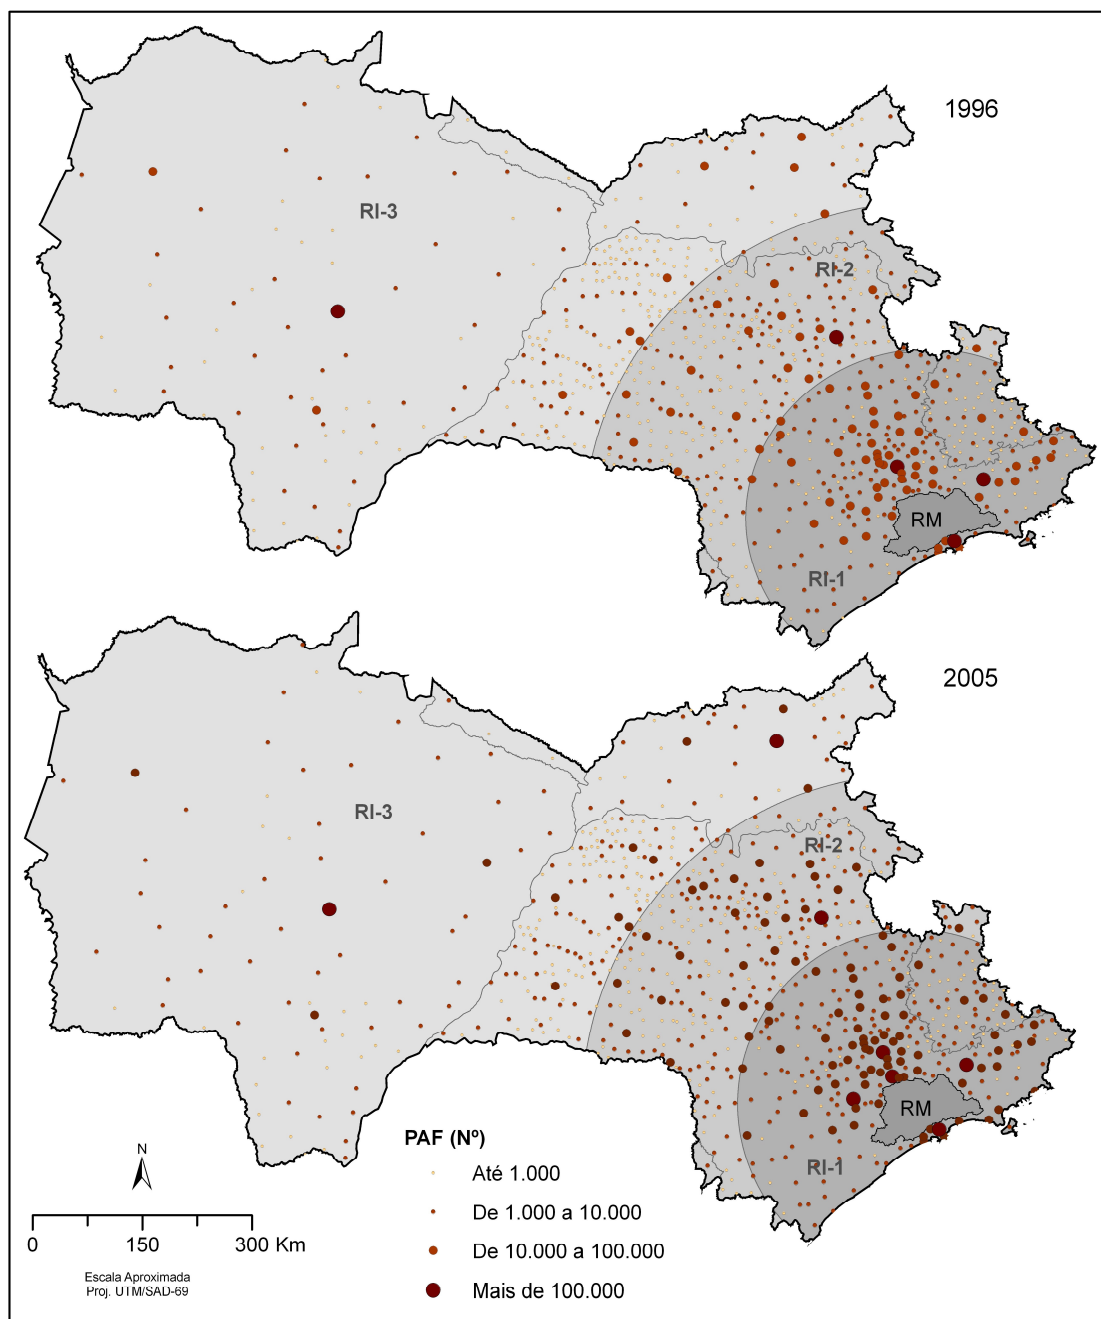 1996
RI-3
RI-2
RM
RI-1
2005
RI-3
RI-2
RM
RI-1
N
PAF (Nº)
Até 1.000
De 1.000 a 10.000
De 10.000 a 100.000
Mais de 100.000
0 150 300 Km
Escala Aproximada
Proj. UTM/SAD-69